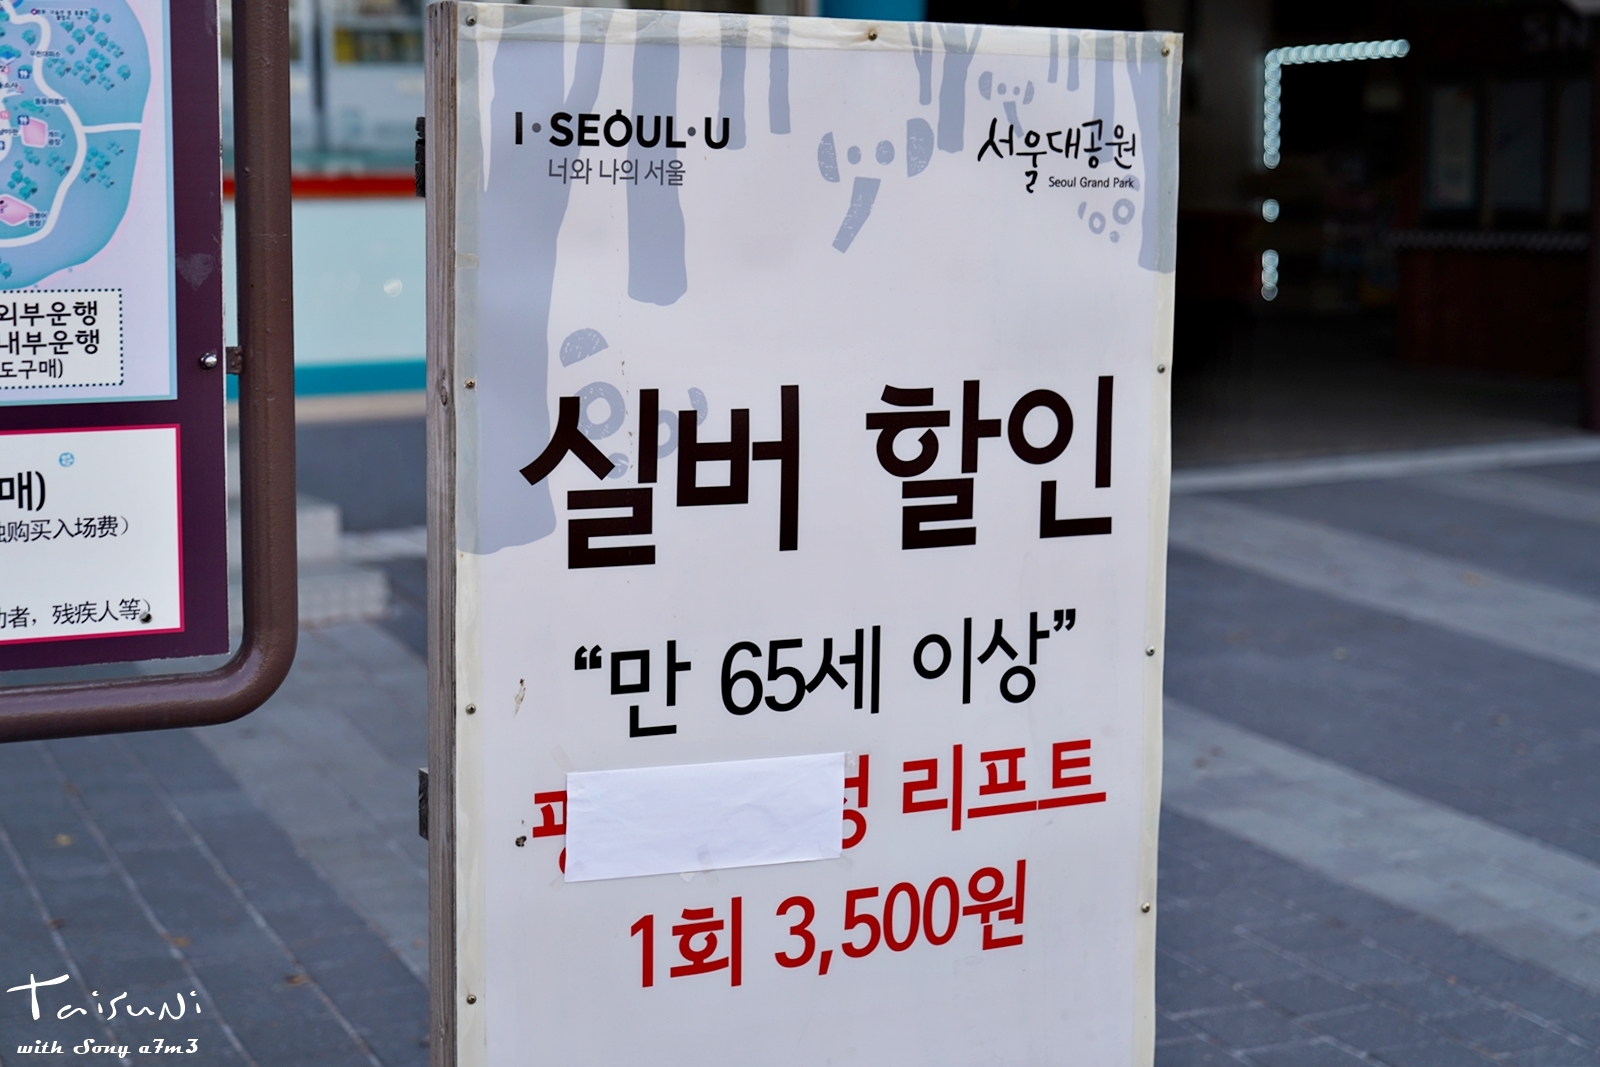 외부운행
내부운행
도구매)
매)
购买入场费)
者，残疾人等)
I·SEOUL·U
너와 나의 서울
서울대공원
Seoul Grand Park
실버 할인
“만 65세 이상”
리프트
1회 3,500원
Taisuni
with Sony a7m3